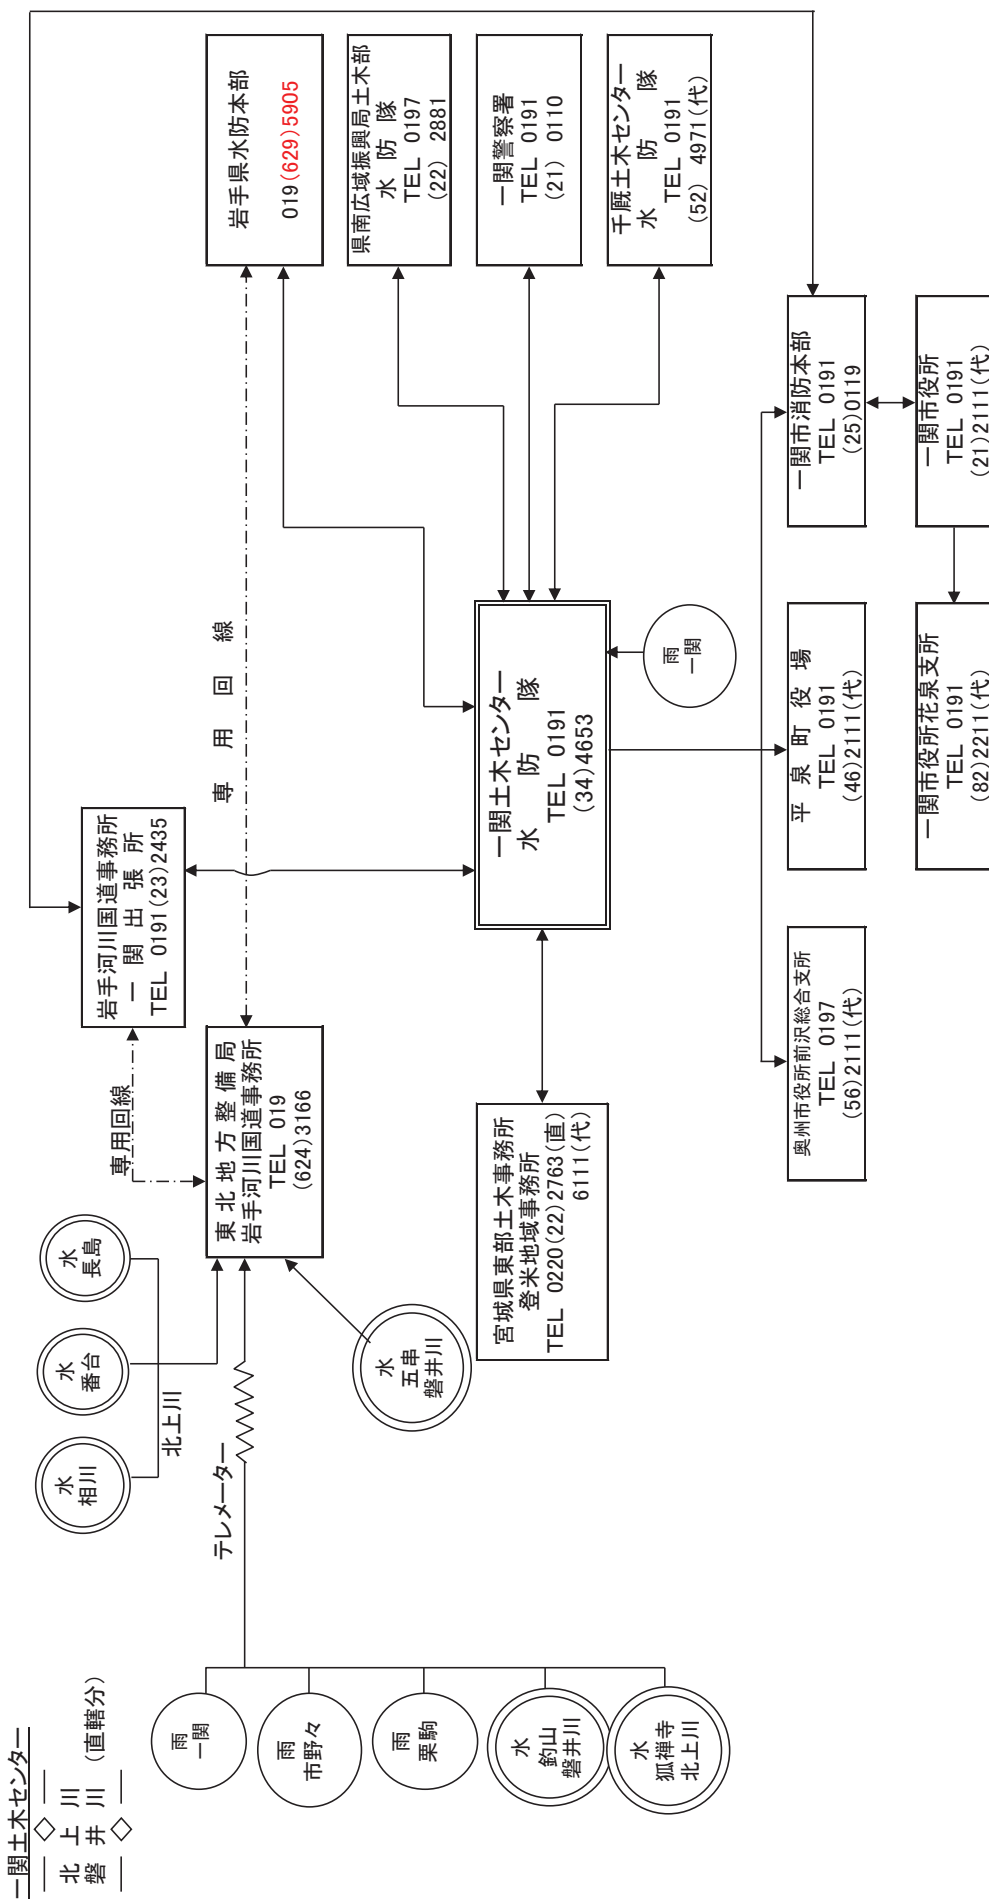 一関土木センター
― ◇ ―
北上川
磐井川
(直轄分)
― ◇ ―
水
相川
水
番台
水
長島
北上川
専用回線
岩手河川国道事務所
一関出張所
TEL 0191(23)2435
雨
一関
雨
市野々
雨
栗駒
水
釣山
磐井川
水
狐禅寺
北上川
テレメーター
東北地方整備局
岩手河川国道事務所
TEL 019
(624)3166
水
五串
磐井川
専用回線
岩手県水防本部
019(629)5905
県南広域振興局土木部
水防隊
TEL 0197
(22) 2881
一関警察署
TEL 0191
(21) 0110
千厩土木センター
水防隊
TEL 0191
(52) 4971(代)
宮城県東部土木事務所
登米地域事務所
TEL 0220(22)2763(直)
6111(代)
一関土木センター
水防隊
TEL 0191
(34)4653
雨
一関
奥州市役所前沢総合支所
TEL 0197
(56)2111(代)
平泉町役場
TEL 0191
(46)2111(代)
一関市消防本部
TEL 0191
(25)0119
一関市役所花泉支所
TEL 0191
(82)2211(代)
一関市役所
TEL 0191
(21)2111(代)